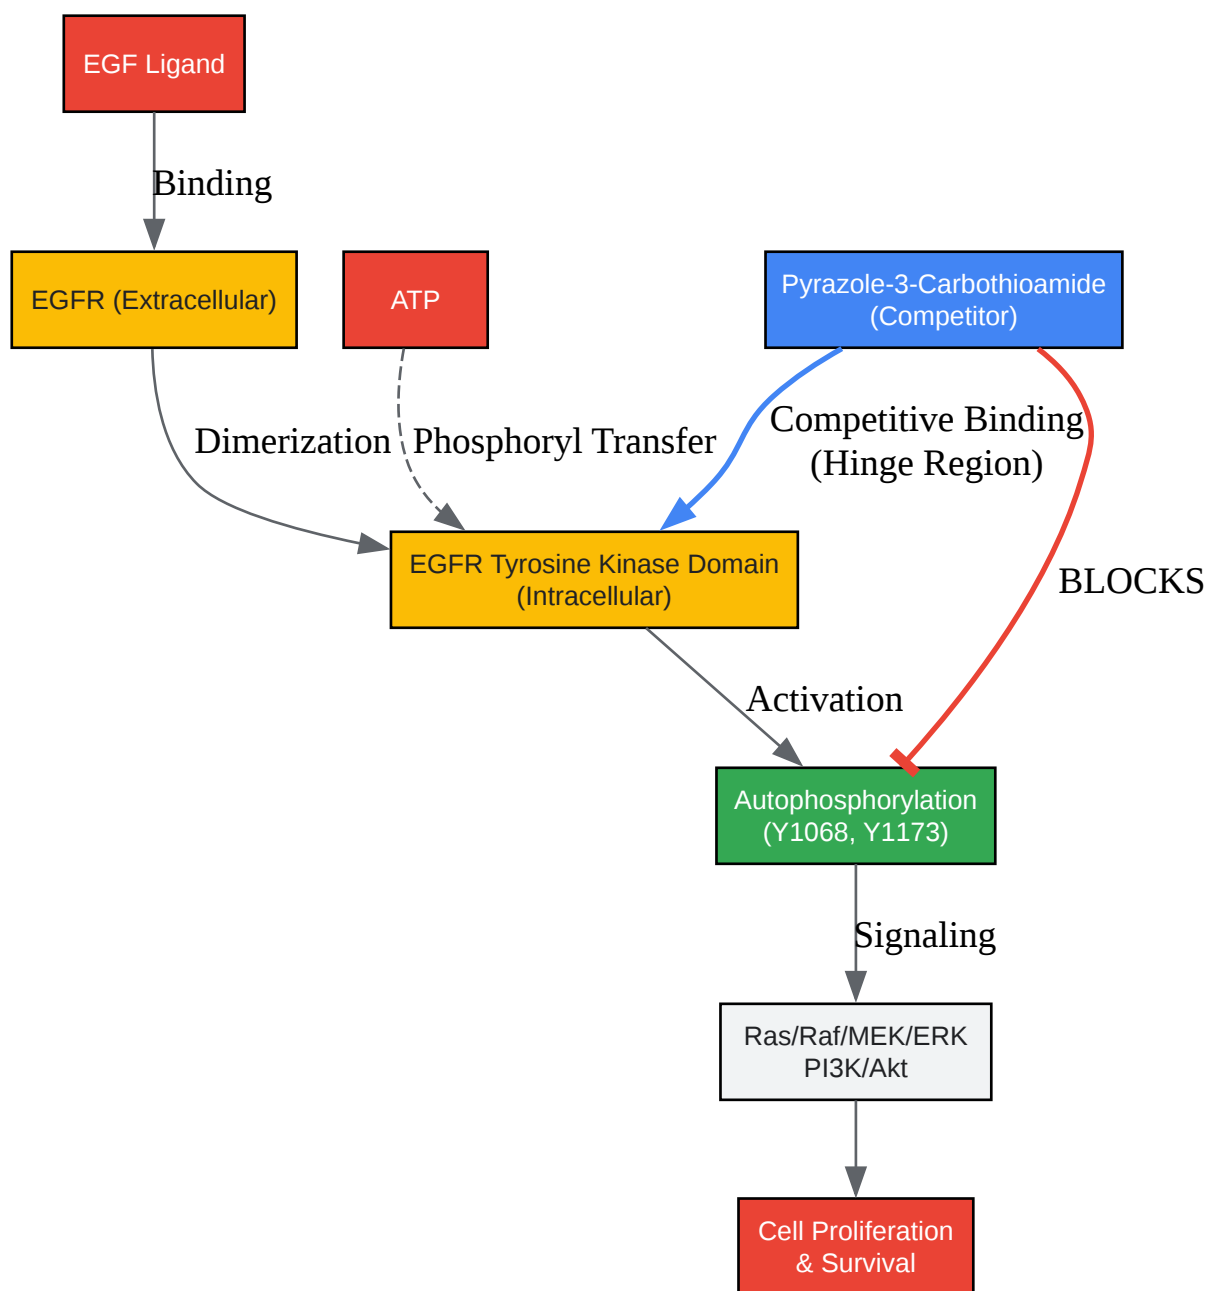 EGF Ligand
Binding
EGFR (Extracellular)
ATP
Pyrazole-3-Carbothioamide
(Competitor)
Dimerization
Phosphoryl Transfer
Competitive Binding
(Hinge Region)
EGFR Tyrosine Kinase Domain
(Intracellular)
BLOCKS
Activation
Autophosphorylation
(Y1068, Y1173)
Signaling
Ras/Raf/MEK/ERK
PI3K/Akt
Cell Proliferation
& Survival